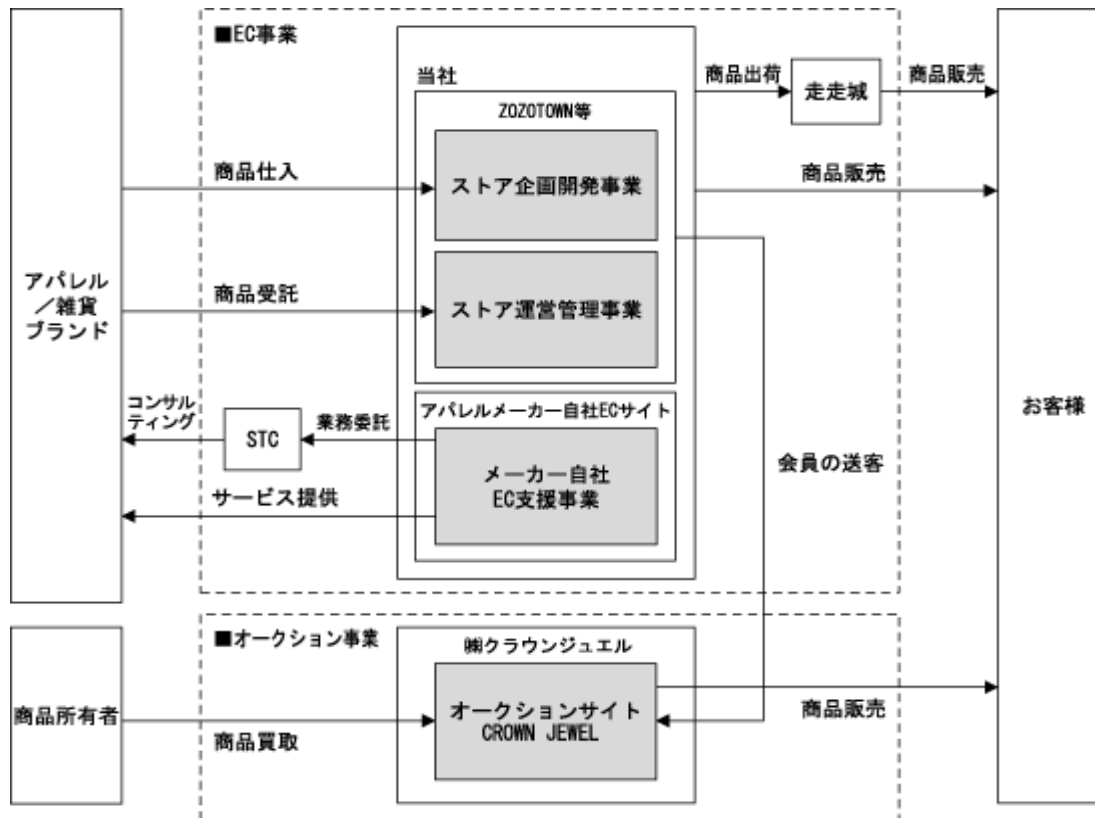 ■EC事業
当社
商品出荷
走走城
商品販売
ZOZOTOWN等
商品仕入
ストア企画開発事業
商品販売
アパレル
／雑貨
ブランド
商品受託
ストア運営管理事業
お客様
コンサル
ティング
STC
業務委託
アパレルメーカー自社ECサイト
メーカー自社
EC支援事業
サービス提供
会員の送客
■オークション事業
㈱クラウンジュエル
商品所有者
商品買取
オークションサイト
CROWN JEWEL
商品販売